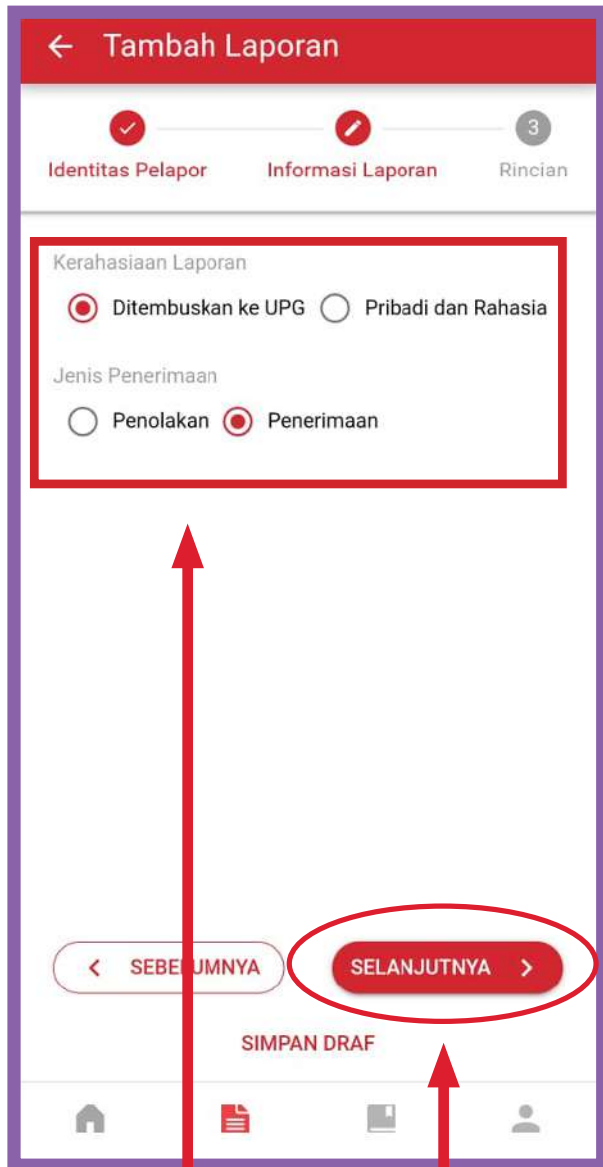 Tambah Laporan
3
Identitas Pelapor Informasi Laporan Rincian
Kerahasiaan Laporan
Ditembuskan ke UPG Pribadi dan Rahasia
Jenis Penerimaan
Penolakan Penerimaan
SEBELUMNYA SELANJUTNYA
SIMPAN DRAF